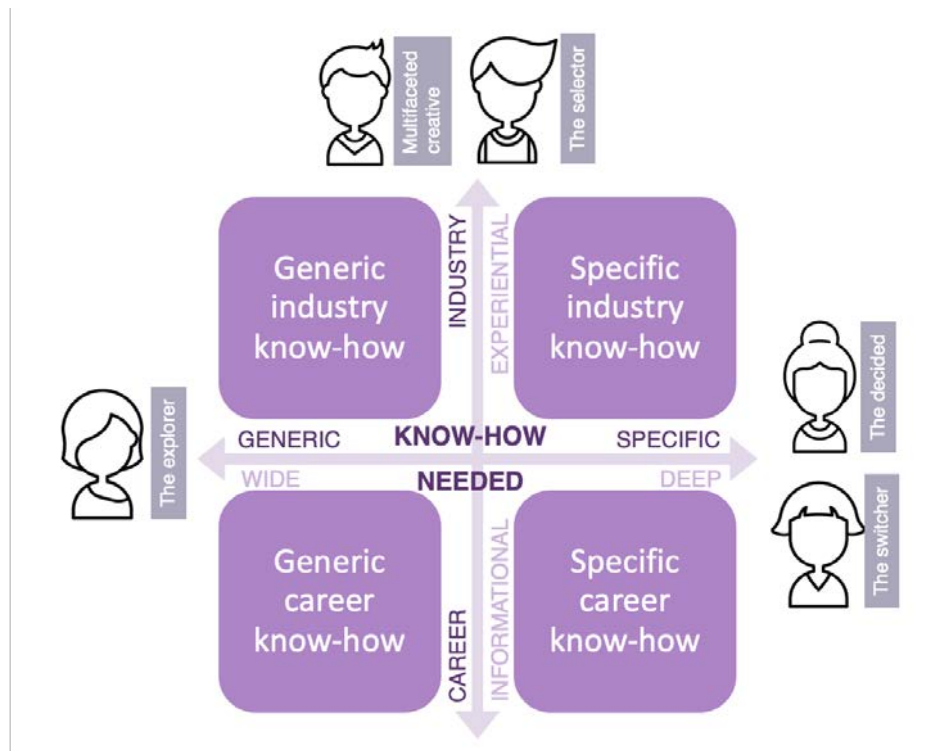 Multifaceted
creative
The selector
INDUSTRY
EXPERIENTIAL
Generic
industry
know-how
Specific
industry
know-how
The explorer
The decided
GENERIC
KNOW-HOW
SPECIFIC
WIDE
NEEDED
DEEP
The switcher
Generic
career
know-how
Specific
career
know-how
CAREER
INFORMATIONAL